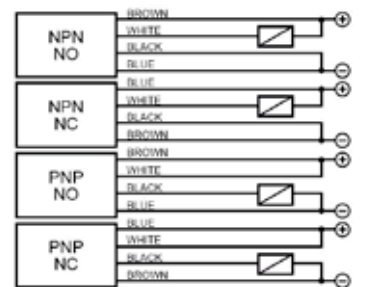 NPN
NO
BROWN
WHITE
BLACK
BLUE
+
−
NPN
NC
BLUE
WHITE
BLACK
BROWN
+
−
PNP
NO
BROWN
WHITE
BLACK
BLUE
+
−
PNP
NC
BLUE
WHITE
BLACK
BROWN
+
−